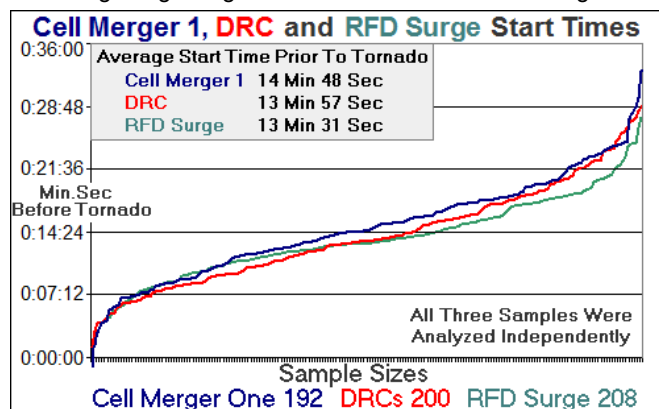 Cell Merger 1, DRC and RFD Surge Start Times
0:36:00
Average Start Time Prior To Tornado
Cell Merger 1 14 Min 48 Sec
DRC 13 Min 57 Sec
RFD Surge 13 Min 31 Sec
0:28:48
0:21:36
Min.Sec
Before Tornado
0:14:24
0:07:12
All Three Samples Were
Analyzed Independently
0:00:00
Sample Sizes
Cell Merger One 192 DRCs 200 RFD Surge 208